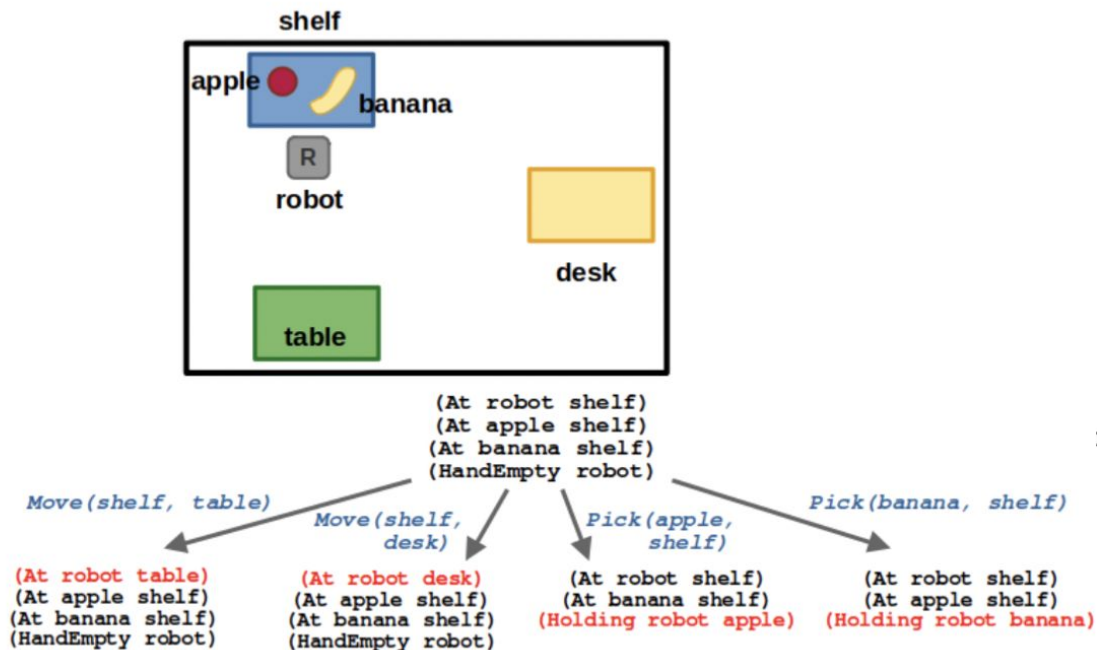 shelf
apple
banana
R
robot
desk
table
(At robot shelf)
(At apple shelf)
(At banana shelf)
(HandEmpty robot)
:
Move(shelf, table)
Move(shelf,
desk)
Pick(apple,
shelf)
Pick(banana, shelf)
(At robot table)
(At apple shelf)
(At banana shelf)
(HandEmpty robot)
(At robot desk)
(At apple shelf)
(At banana shelf)
(HandEmpty robot)
(At robot shelf)
(At banana shelf)
(Holding robot apple)
(At robot shelf)
(At apple shelf)
(Holding robot banana)